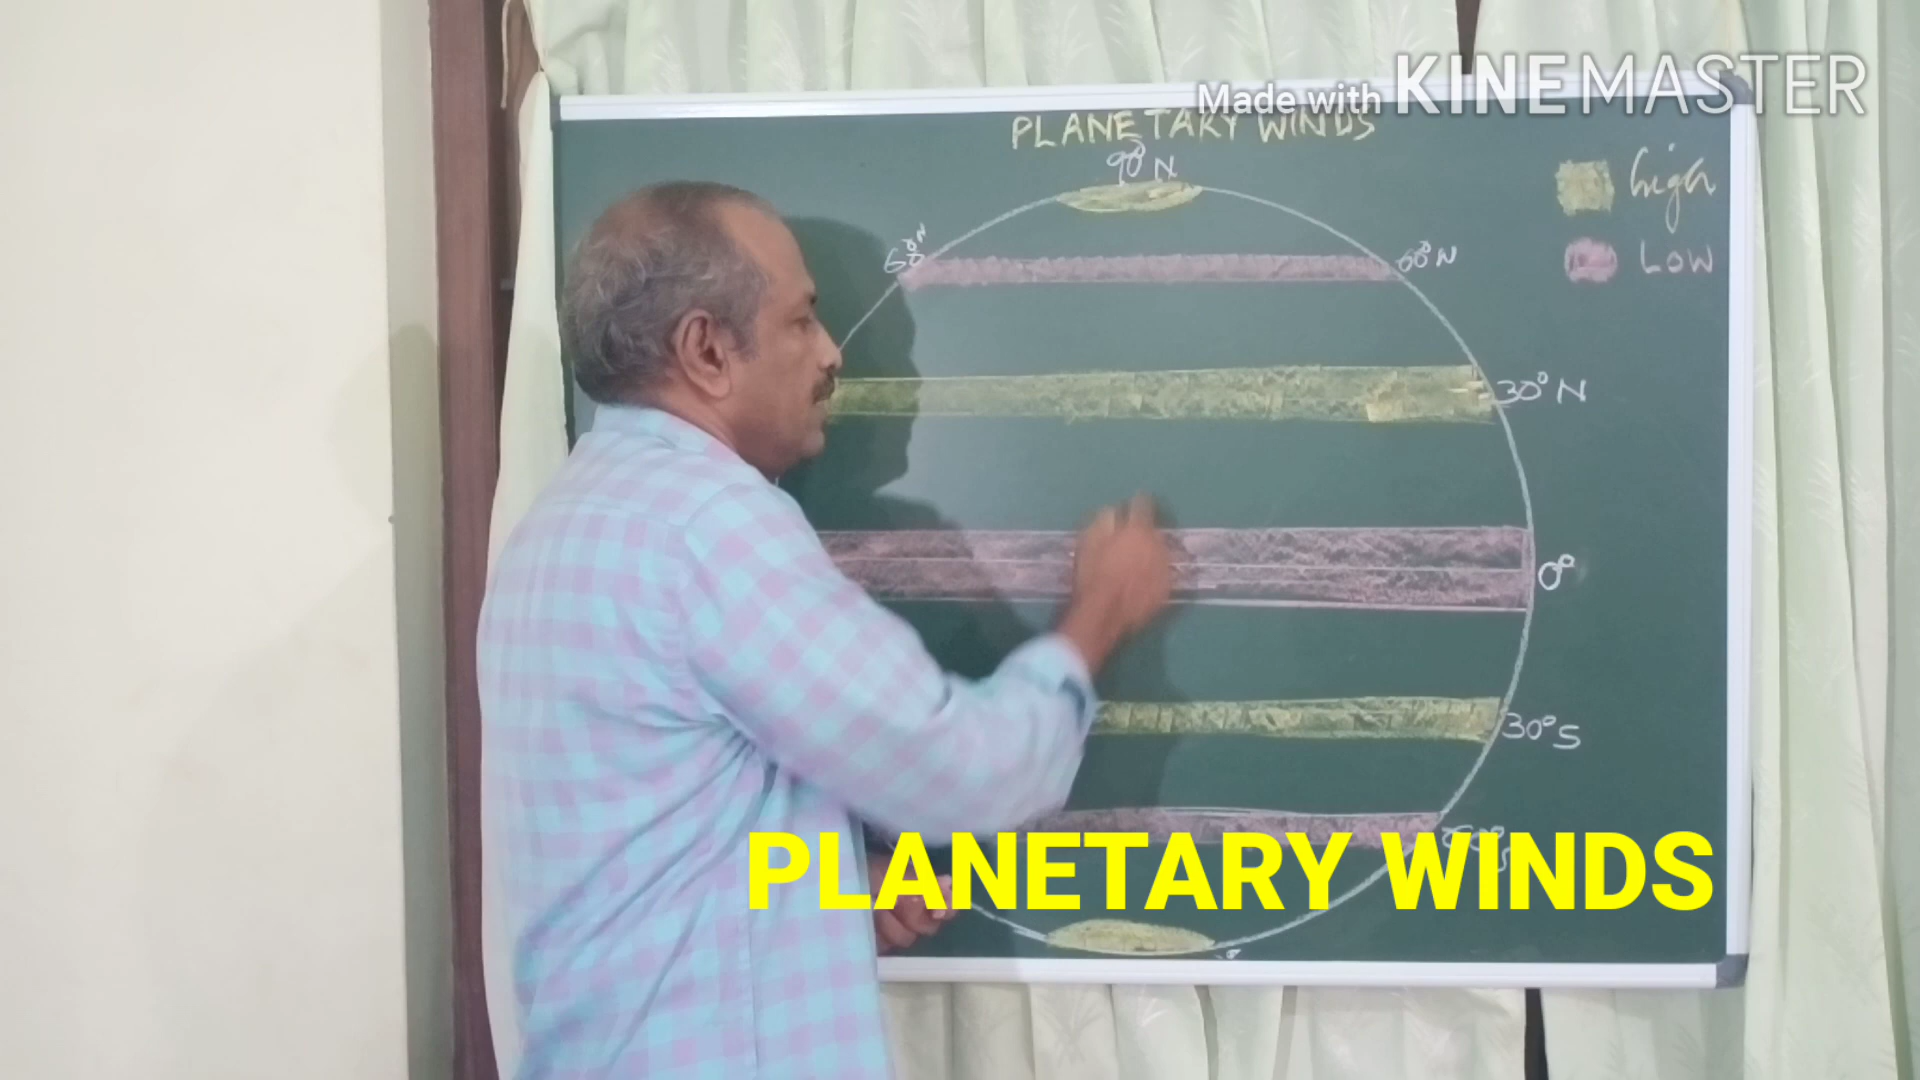 Made with KINEMASTER
PLANETARY WINDS
90° N
high
60° N
60° N
LOW
30° N
0°
30° S
PLANETARY WINDS